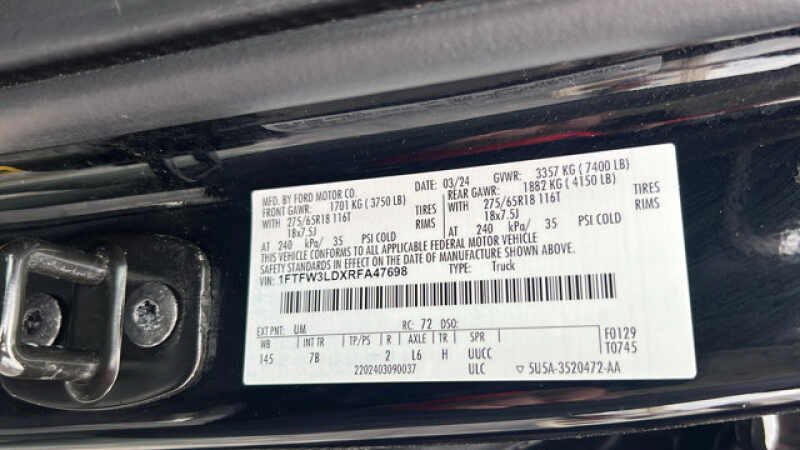 MFD. BY FORD MOTOR CO.
DATE: 03/24 GVWR: 3357 KG ( 7400 LB)
FRONT GAWR: 1701 KG ( 3750 LB) REAR GAWR: 1882 KG ( 4150 LB)
WITH 275/65R18 116T TIRES WITH 275/65R18 116T TIRES
18x7.5J RIMS 18x7.5J RIMS
AT 240 kPa/ 35 PSI COLD AT 240 kPa/ 35 PSI COLD
THIS VEHICLE CONFORMS TO ALL APPLICABLE FEDERAL MOTOR VEHICLE
SAFETY STANDARDS IN EFFECT ON THE DATE OF MANUFACTURE SHOWN ABOVE.
VIN: 1FTFW3LDXRFA47698 TYPE: Truck
EXT PNT: UM RC: 72 DSO:
WB INT TR TP/PS R AXLE TR SPR F0129
145 7B 2 L6 H UUCC T0745
2202403090037 ULC ▽ 5U5A-3520472-AA